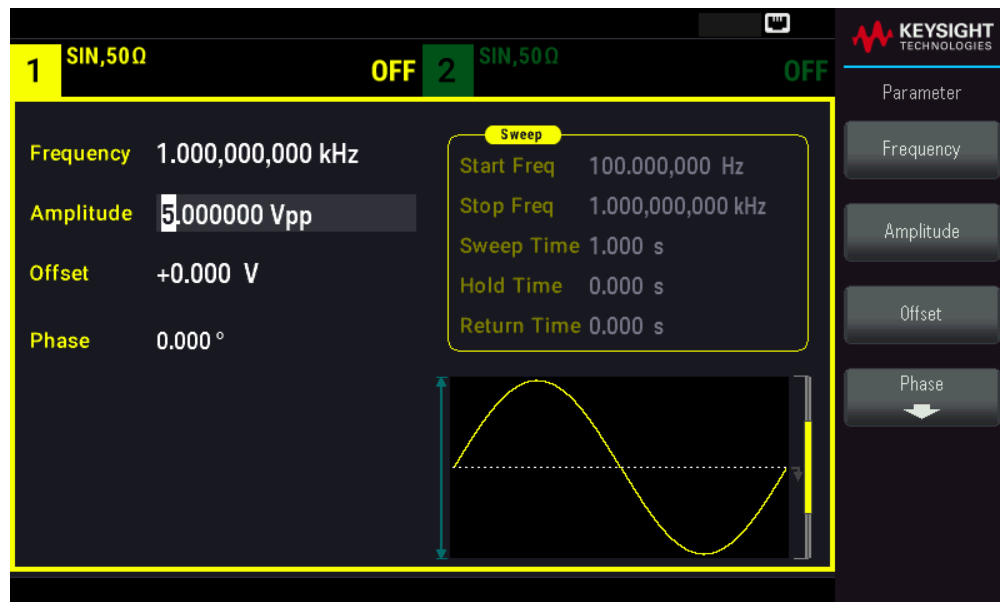 KEYSIGHT
TECHNOLOGIES
1 SIN,50Ω OFF
2 SIN,50Ω OFF
Frequency 1.000,000,000 kHz
Amplitude 5.000000 Vpp
Offset +0.000 V
Phase 0.000 °
Sweep
Start Freq 100.000,000 Hz
Stop Freq 1.000,000,000 kHz
Sweep Time 1.000 s
Hold Time 0.000 s
Return Time 0.000 s
Parameter
Frequency
Amplitude
Offset
Phase